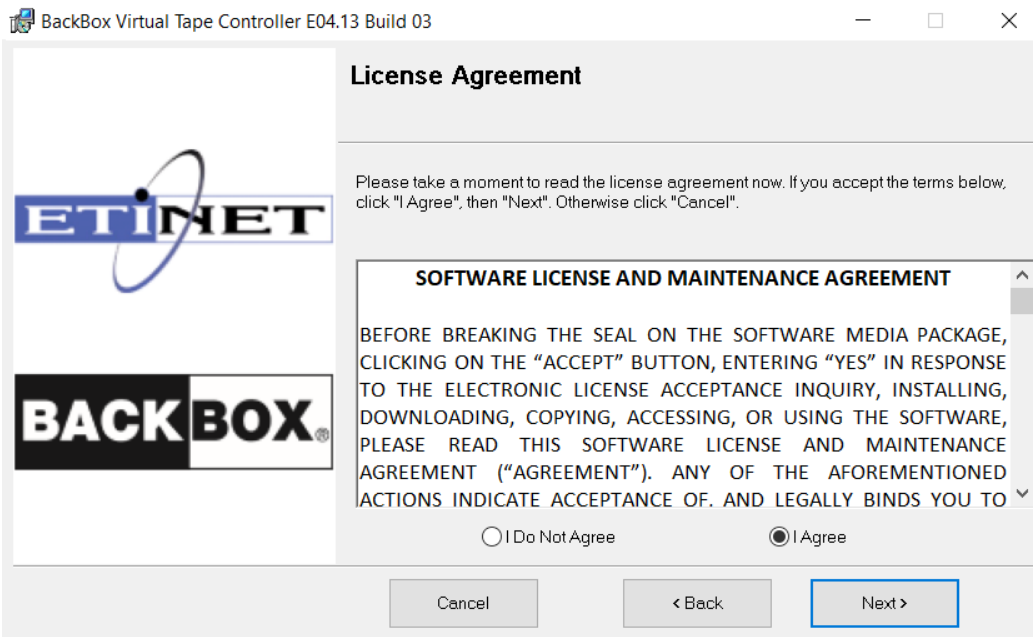 BackBox Virtual Tape Controller E04.13 Build 03
License Agreement
ETINET
BACKBOX®
Please take a moment to read the license agreement now. If you accept the terms below,
click "I Agree", then "Next". Otherwise click "Cancel".
SOFTWARE LICENSE AND MAINTENANCE AGREEMENT
BEFORE BREAKING THE SEAL ON THE SOFTWARE MEDIA PACKAGE,
CLICKING ON THE “ACCEPT” BUTTON, ENTERING “YES” IN RESPONSE
TO THE ELECTRONIC LICENSE ACCEPTANCE INQUIRY, INSTALLING,
DOWNLOADING, COPYING, ACCESSING, OR USING THE SOFTWARE,
PLEASE READ THIS SOFTWARE LICENSE AND MAINTENANCE
AGREEMENT (“AGREEMENT”). ANY OF THE AFOREMENTIONED
ACTIONS INDICATE ACCEPTANCE OF, AND LEGALLY BINDS YOU TO
I Do Not Agree
I Agree
Cancel
< Back
Next >